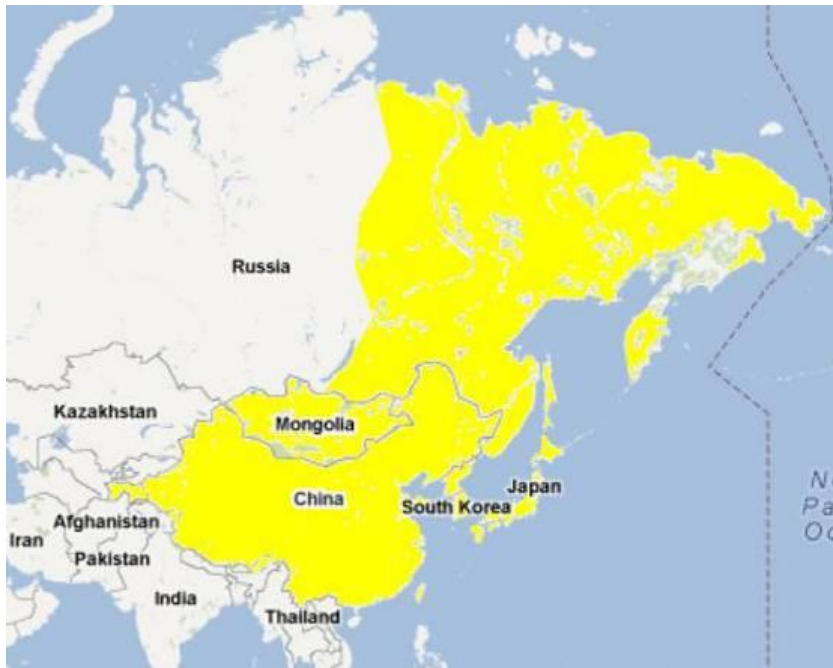 Russia
Kazakhstan
Mongolia
China
Japan
South Korea
Afghanistan
Iran
Pakistan
India
Thailand